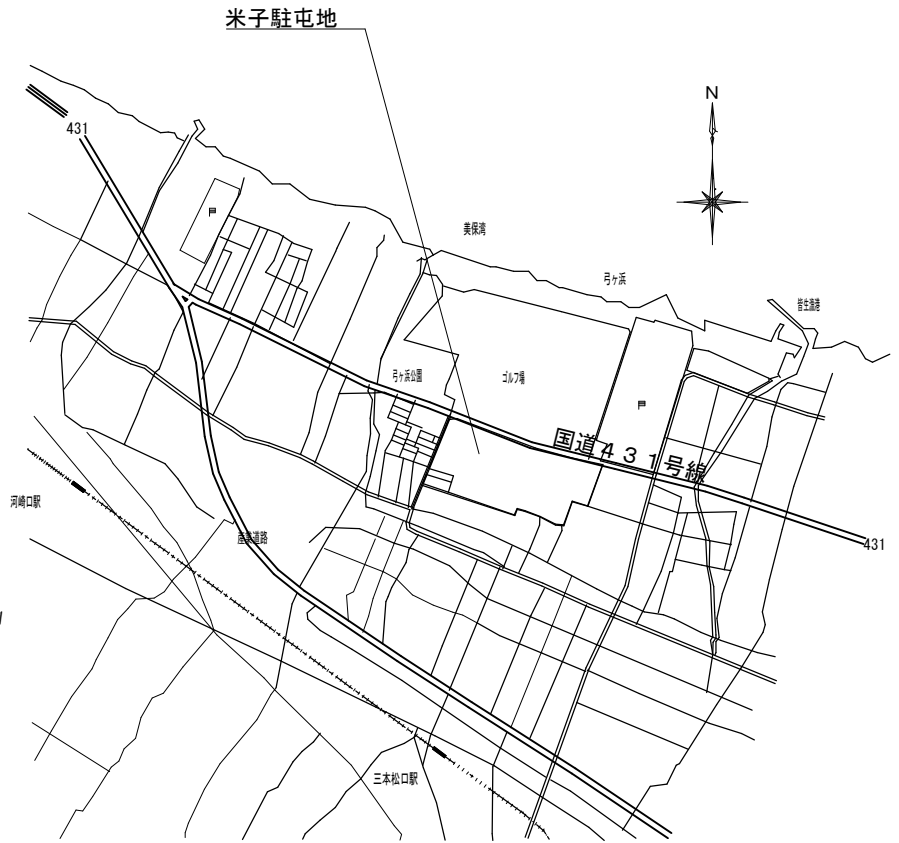 米子駐屯地
N
431
美保湾
弓ヶ浜
皆生漁港
弓ヶ浜公園
ゴルフ場
国道431号線
河崎口駅
産業道路
431
三本松口駅